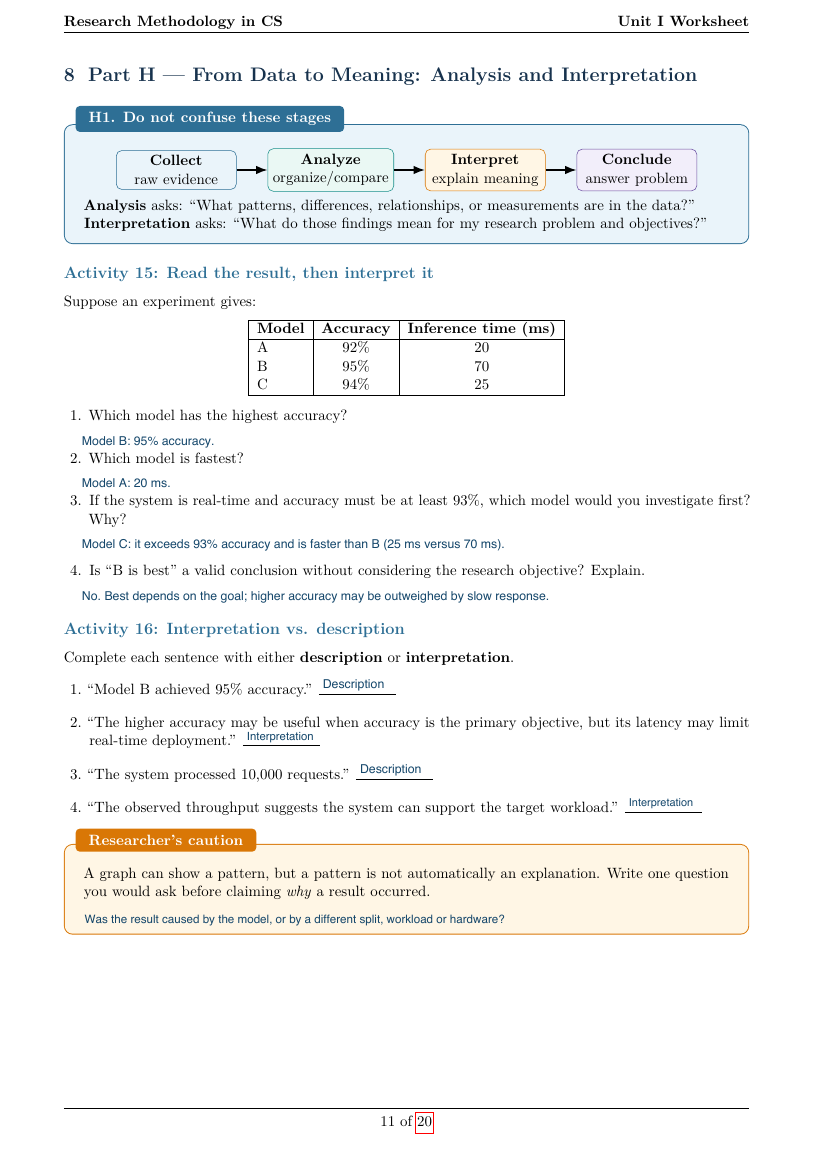 Research Methodology in CS Unit I Worksheet
8 Part H — From Data to Meaning: Analysis and Interpretation
H1. Do not confuse these stages
Collect Analyze Interpret Conclude
raw evidence organize/compare explain meaning answer problem
Analysis asks: “What patterns, differences, relationships, or measurements are in the data?”
Interpretation asks: “What do those findings mean for my research problem and objectives?”
Activity 15: Read the result, then interpret it
Suppose an experiment gives:
Model Accuracy Inference time (ms)
A 92% 20
B 95% 70
C 94% 25
1. Which model has the highest accuracy?
Model B: 95% accuracy.
2. Which model is fastest?
Model A: 20 ms.
3. If the system is real-time and accuracy must be at least 93%, which model would you investigate first?
Why?
Model C: it exceeds 93% accuracy and is faster than B (25 ms versus 70 ms).
4. Is “B is best” a valid conclusion without considering the research objective? Explain.
No. Best depends on the goal; higher accuracy may be outweighed by slow response.
Activity 16: Interpretation vs. description
Complete each sentence with either description or interpretation.
1. “Model B achieved 95% accuracy.” Description
2. “The higher accuracy may be useful when accuracy is the primary objective, but its latency may limit
real-time deployment.” Interpretation
3. “The system processed 10,000 requests.” Description
4. “The observed throughput suggests the system can support the target workload.” Interpretation
Researcher’s caution
A graph can show a pattern, but a pattern is not automatically an explanation. Write one question
you would ask before claiming why a result occurred.
Was the result caused by the model, or by a different split, workload or hardware?
11 of 20